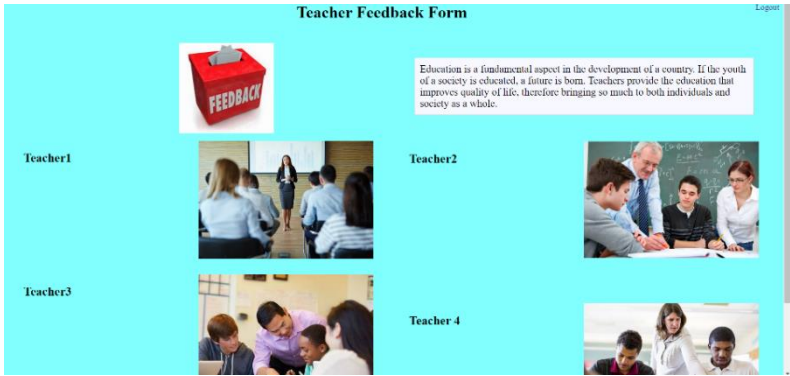 Teacher Feedback Form
Logout
FEEDBACK
Education is a fundamental aspect in the development of a country. If the youth
of a society is educated, a future is born. Teachers provide the education that
improves quality of life, therefore bringing so much to both individuals and
society as a whole.
Teacher1
Teacher2
Teacher3
Teacher 4